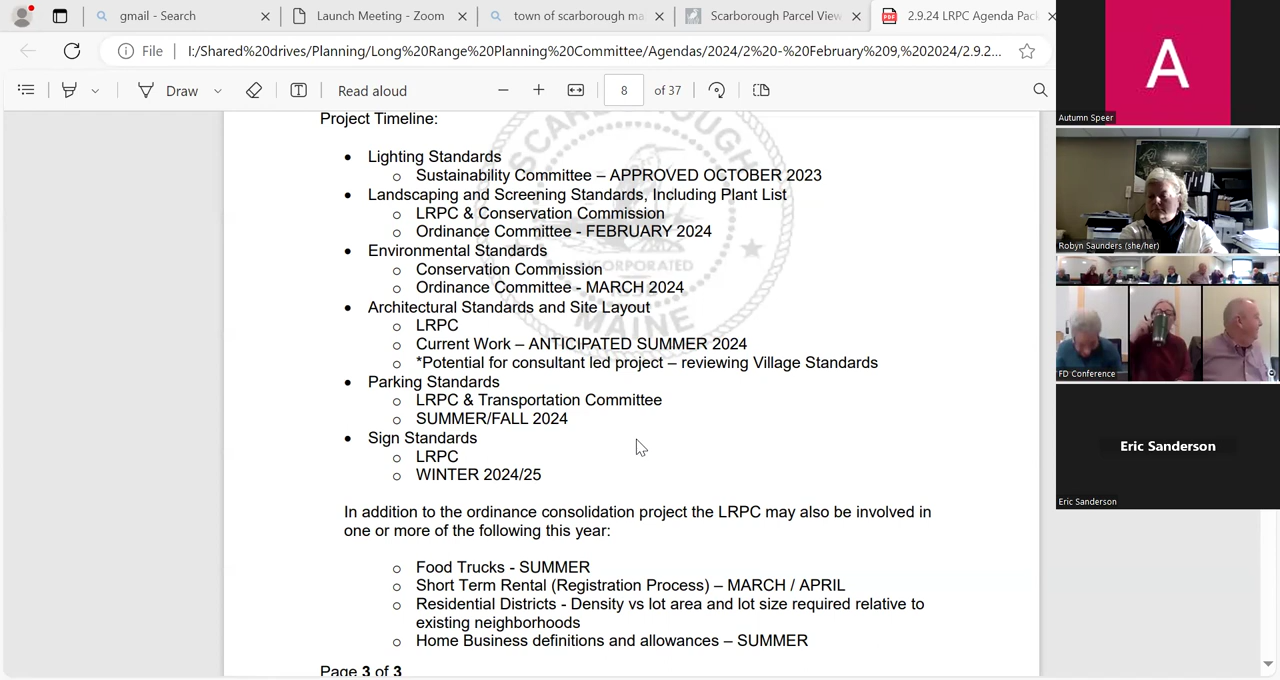 gmail - Search
Launch Meeting - Zoom
town of scarborough ma
Scarborough Parcel View
2.9.24 LRPC Agenda Pack
File
I:/Shared%20drives/Planning/Long%20Range%20Planning%20Committee/Agendas/2024/2%20-%20February%209,%202024/2.9.2...
Draw
Read aloud
8
of 37
Project Timeline:
• Lighting Standards
o Sustainability Committee – APPROVED OCTOBER 2023
• Landscaping and Screening Standards, Including Plant List
o LRPC & Conservation Commission
o Ordinance Committee - FEBRUARY 2024
• Environmental Standards
o Conservation Commission
o Ordinance Committee - MARCH 2024
• Architectural Standards and Site Layout
o LRPC
o Current Work – ANTICIPATED SUMMER 2024
o *Potential for consultant led project – reviewing Village Standards
• Parking Standards
o LRPC & Transportation Committee
o SUMMER/FALL 2024
• Sign Standards
o LRPC
o WINTER 2024/25
In addition to the ordinance consolidation project the LRPC may also be involved in
one or more of the following this year:
o Food Trucks - SUMMER
o Short Term Rental (Registration Process) – MARCH / APRIL
o Residential Districts - Density vs lot area and lot size required relative to
existing neighborhoods
o Home Business definitions and allowances – SUMMER
Page 3 of 3
SCARBOROUGH
INCORPORATED
1658
MAINE
A
Autumn Speer
Robyn Saunders (she/her)
FD Conference
Eric Sanderson
Eric Sanderson